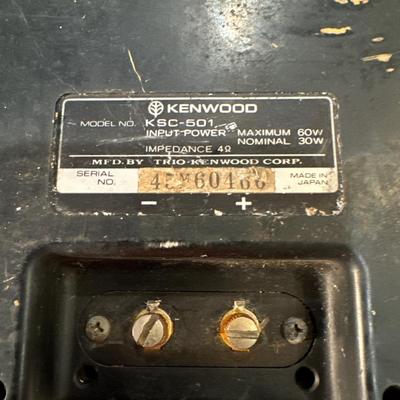 KENWOOD
MODEL NO. KSC-501
INPUT POWER MAXIMUM 60W
NOMINAL 30W
IMPEDANCE 4Ω
MFD. BY TRIO-KENWOOD CORP.
SERIAL NO. MADE IN JAPAN
− +